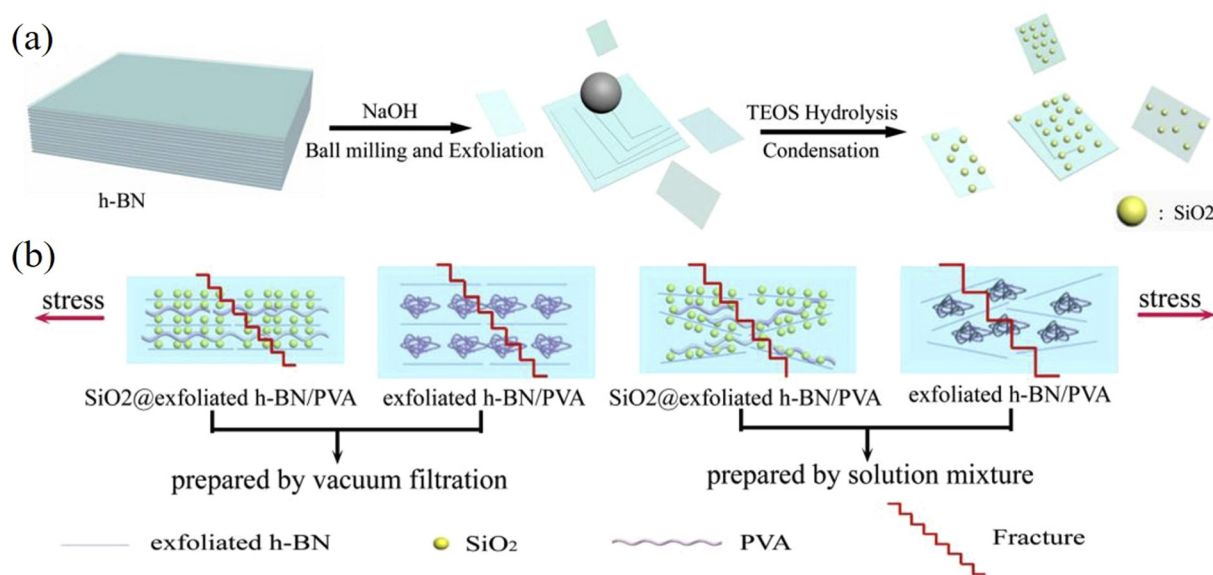 (a)
h-BN
NaOH
Ball milling and Exfoliation
TEOS Hydrolysis
Condensation
: SiO2
(b)
stress
stress
SiO2@exfoliated h-BN/PVA
exfoliated h-BN/PVA
SiO2@exfoliated h-BN/PVA
exfoliated h-BN/PVA
prepared by vacuum filtration
prepared by solution mixture
exfoliated h-BN
SiO₂
PVA
Fracture